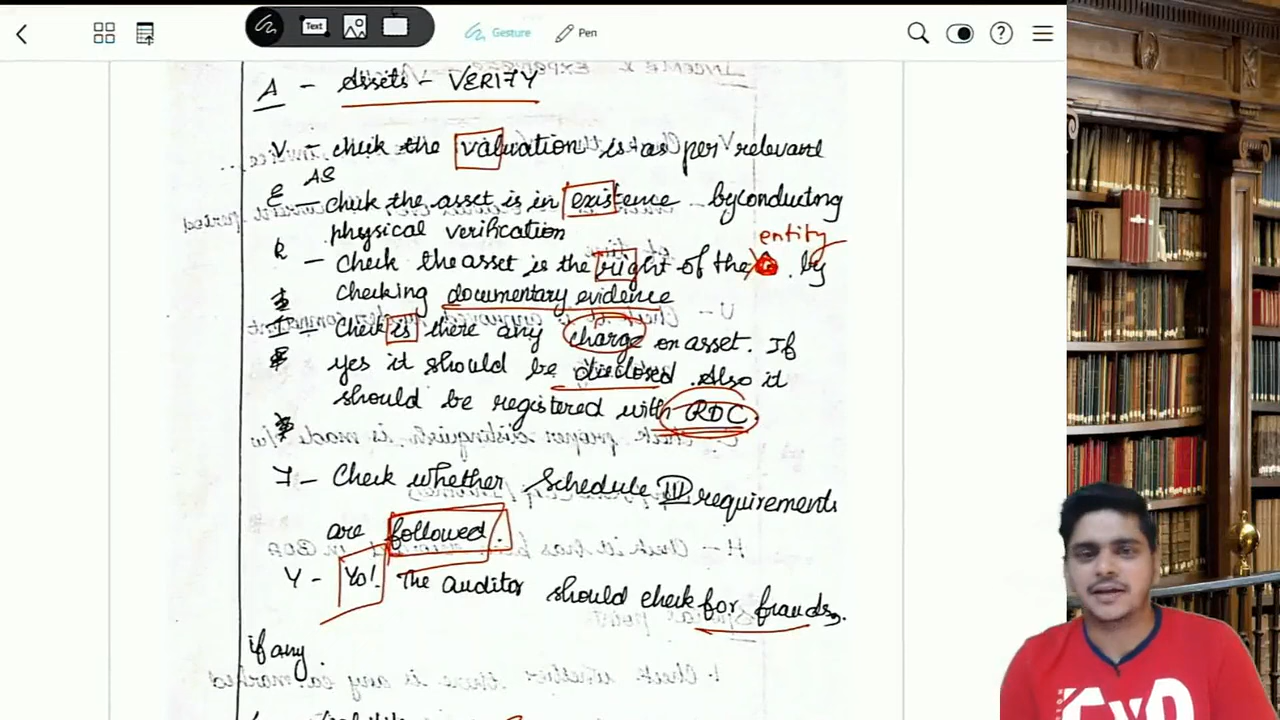 Text
Gesture
Pen
A - Assets - VERIFY
V - check the valuation is as per relevant
AS
E - check the asset is in existence by conducting
physical verification
entity
R - Check the asset is the right of the by
checking documentary evidence
I - Check is there any charge on asset. If
yes it should be disclosed. Also it
should be registered with ROC.
F - Check whether Schedule III requirements
are followed.
Y - Yo!. The auditor should check for frauds,
if any.